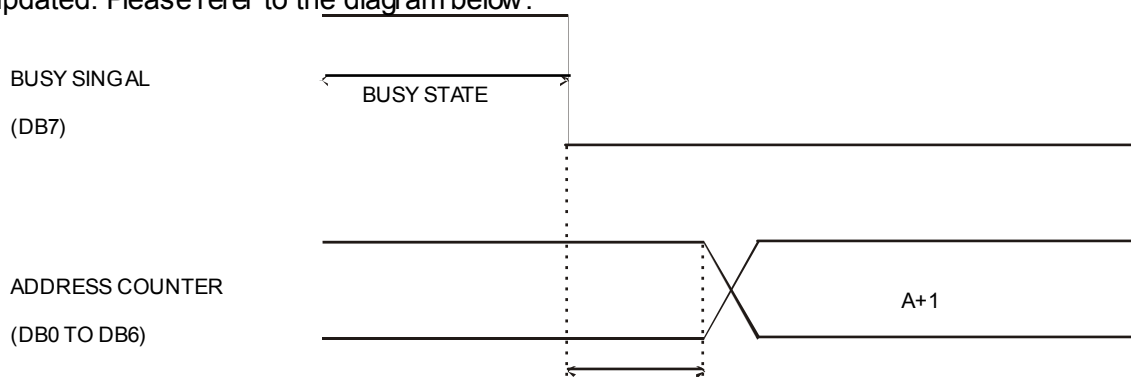 updated. Please refer to the diagram below:
BUSY SINGAL
BUSY STATE
(DB7)
ADDRESS COUNTER
A+1
(DB0 TO DB6)